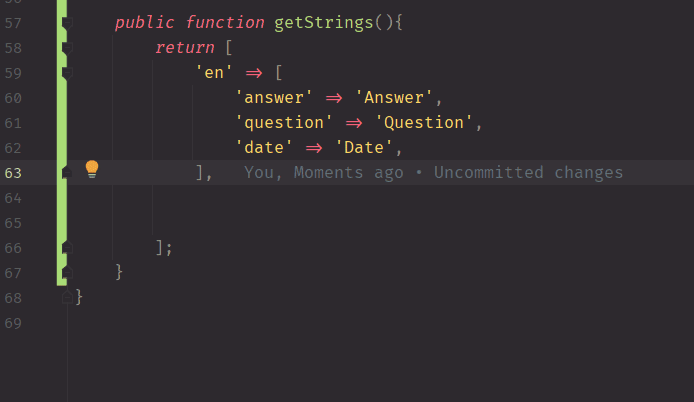 57 public function getStrings(){
58 return [
59 'en' => [
60 'answer' => 'Answer',
61 'question' => 'Question',
62 'date' => 'Date',
63 ], You, Moments ago • Uncommitted changes
64
65
66 ];
67 }
68 }
69